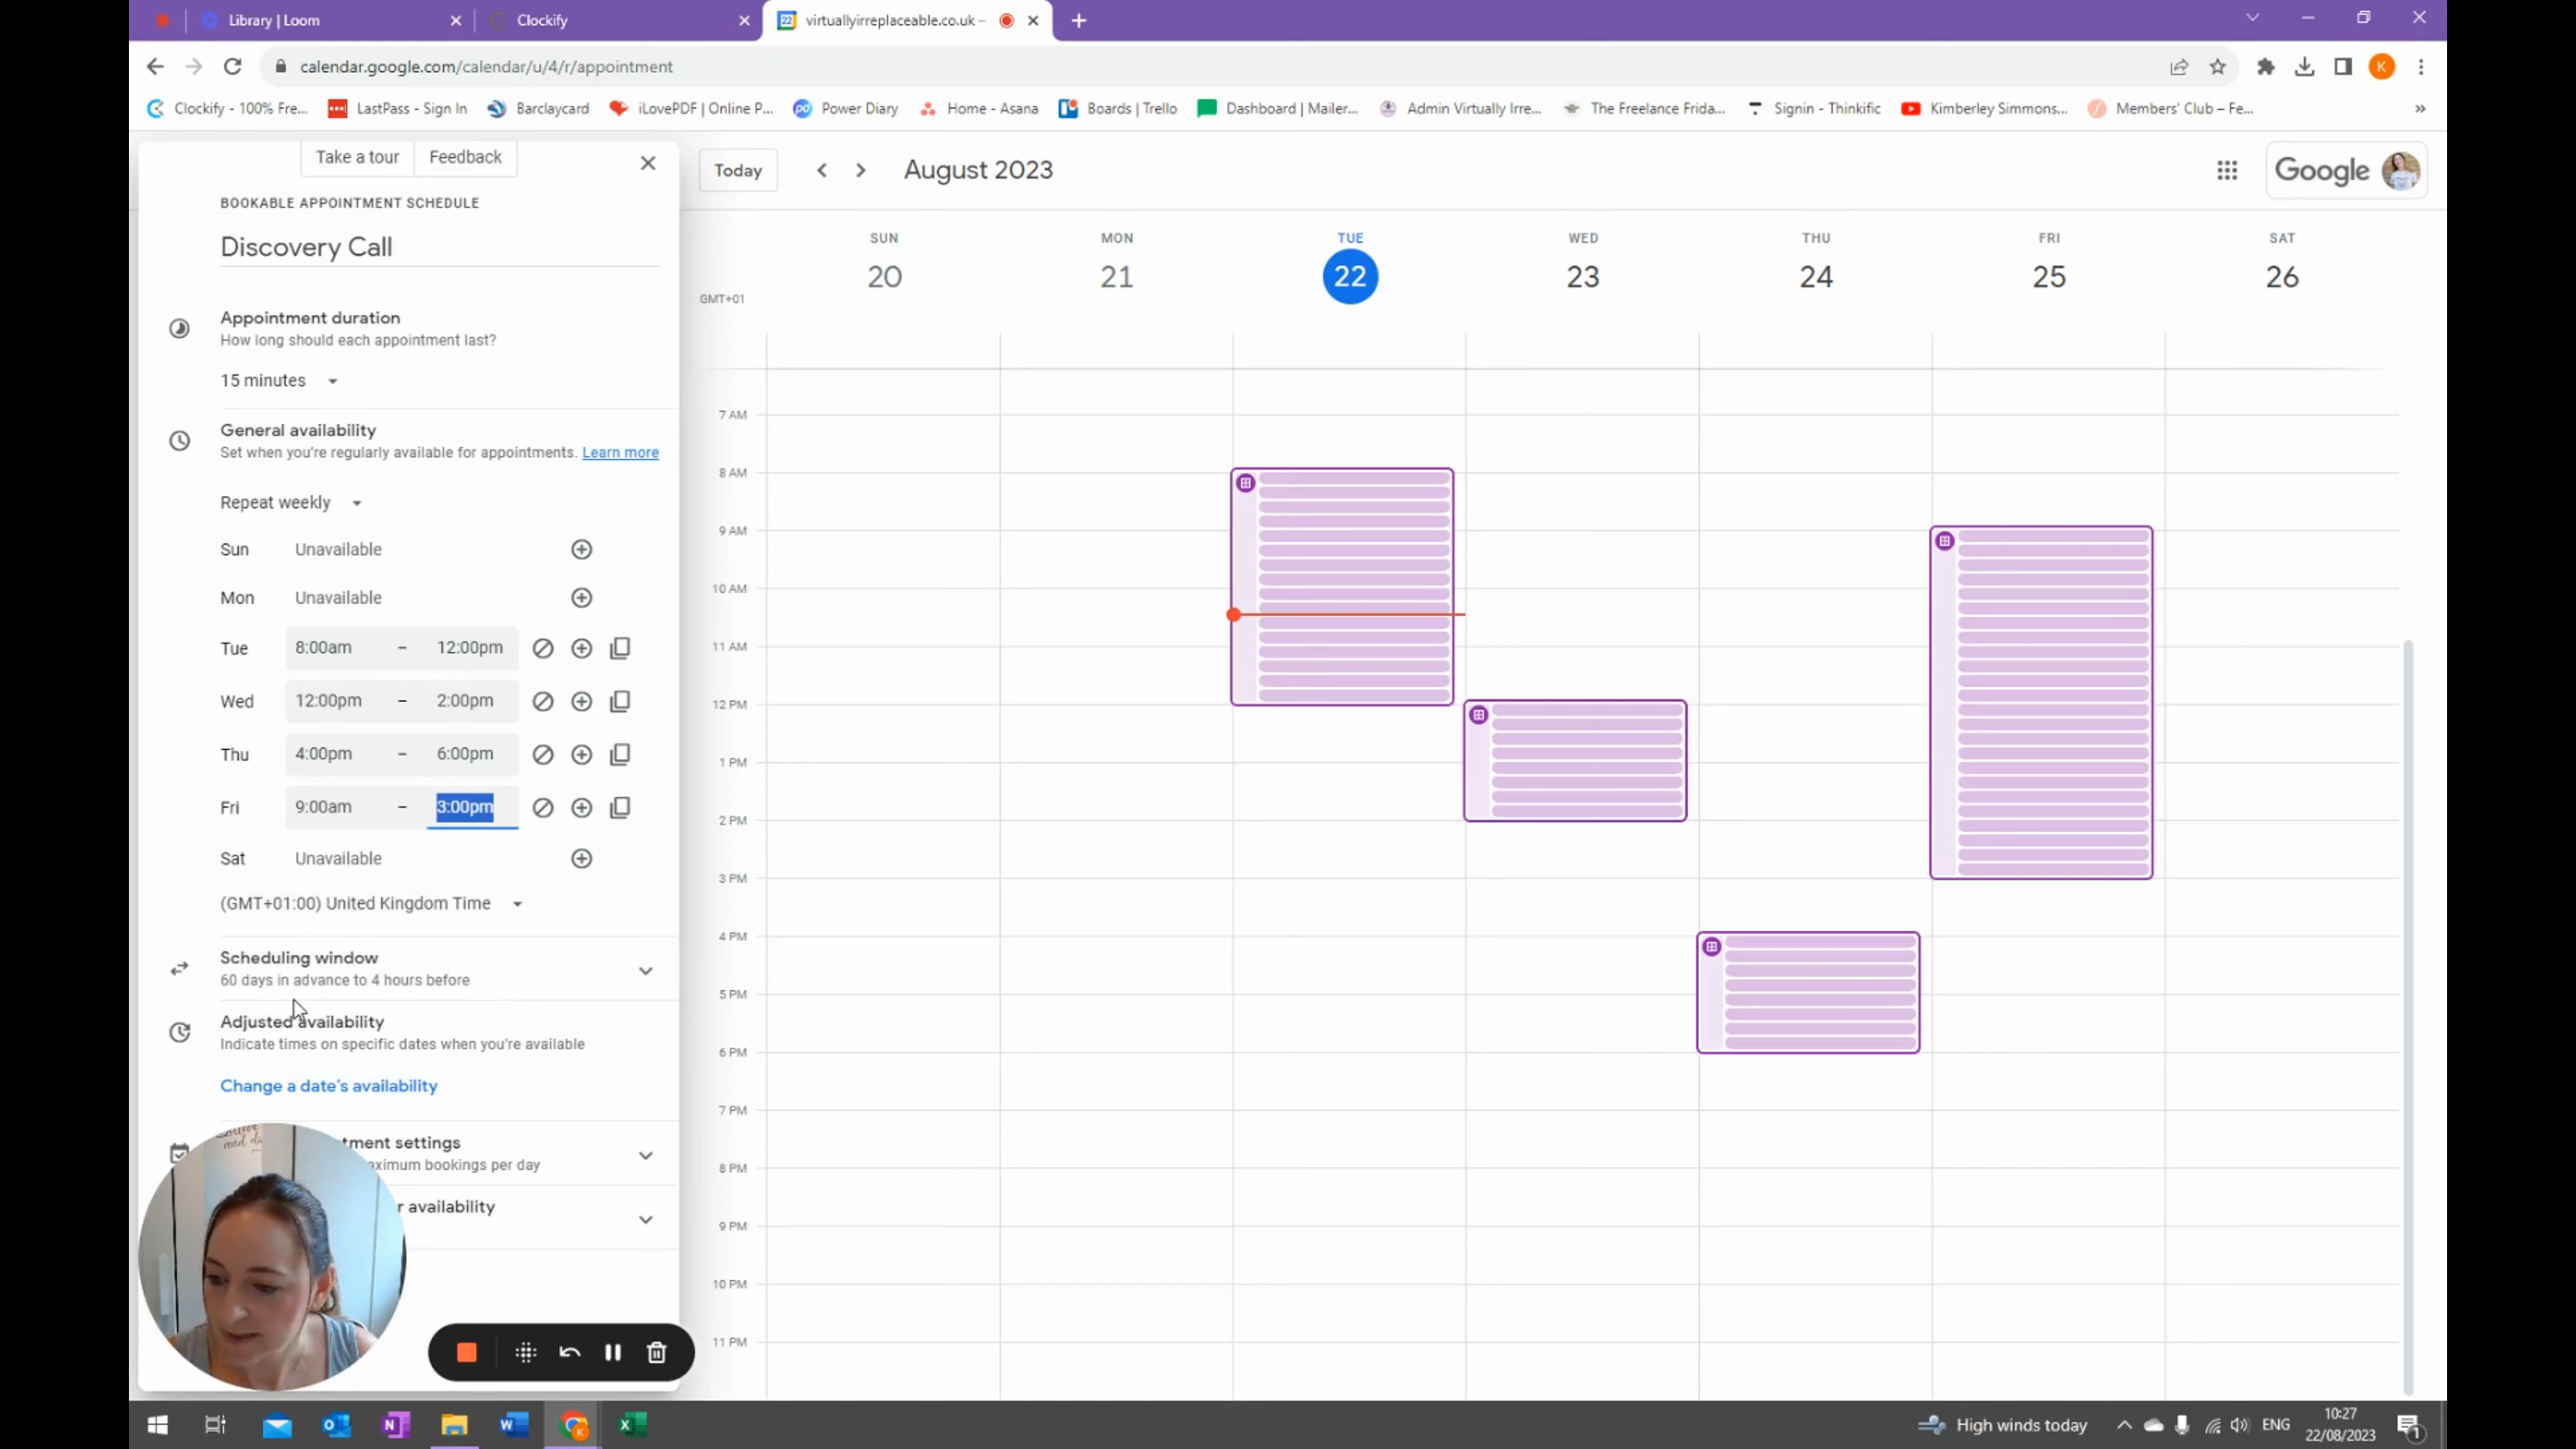 Library | Loom
Clockify
22
virtuallyirreplaceable.co.uk -
calendar.google.com/calendar/u/4/r/appointment
K
Clockify - 100% Fre...
LastPass - Sign In
Barclaycard
iLovePDF | Online P...
pd
Power Diary
Home - Asana
Boards | Trello
Dashboard | Mailer...
Admin Virtually Irre...
The Freelance Frida...
Signin - Thinkific
Kimberley Simmons...
Members' Club – Fe...
»
Take a tour
Feedback
BOOKABLE APPOINTMENT SCHEDULE
Discovery Call
Appointment duration
How long should each appointment last?
15 minutes
General availability
Set when you're regularly available for appointments. Learn more
Repeat weekly
Sun Unavailable
Mon Unavailable
Tue 8:00am – 12:00pm
Wed 12:00pm – 2:00pm
Thu 4:00pm – 6:00pm
Fri 9:00am – 3:00pm
Sat Unavailable
(GMT+01:00) United Kingdom Time
Scheduling window
60 days in advance to 4 hours before
Adjusted availability
Indicate times on specific dates when you're available
Change a date's availability
tment settings
aximum bookings per day
r availability
Today
August 2023
Google
GMT+01
SUN
20
MON
21
TUE
22
WED
23
THU
24
FRI
25
SAT
26
7 AM
8 AM
9 AM
10 AM
11 AM
12 PM
1 PM
2 PM
3 PM
4 PM
5 PM
6 PM
7 PM
8 PM
9 PM
10 PM
11 PM
High winds today
ENG
10:27
22/08/2023
1